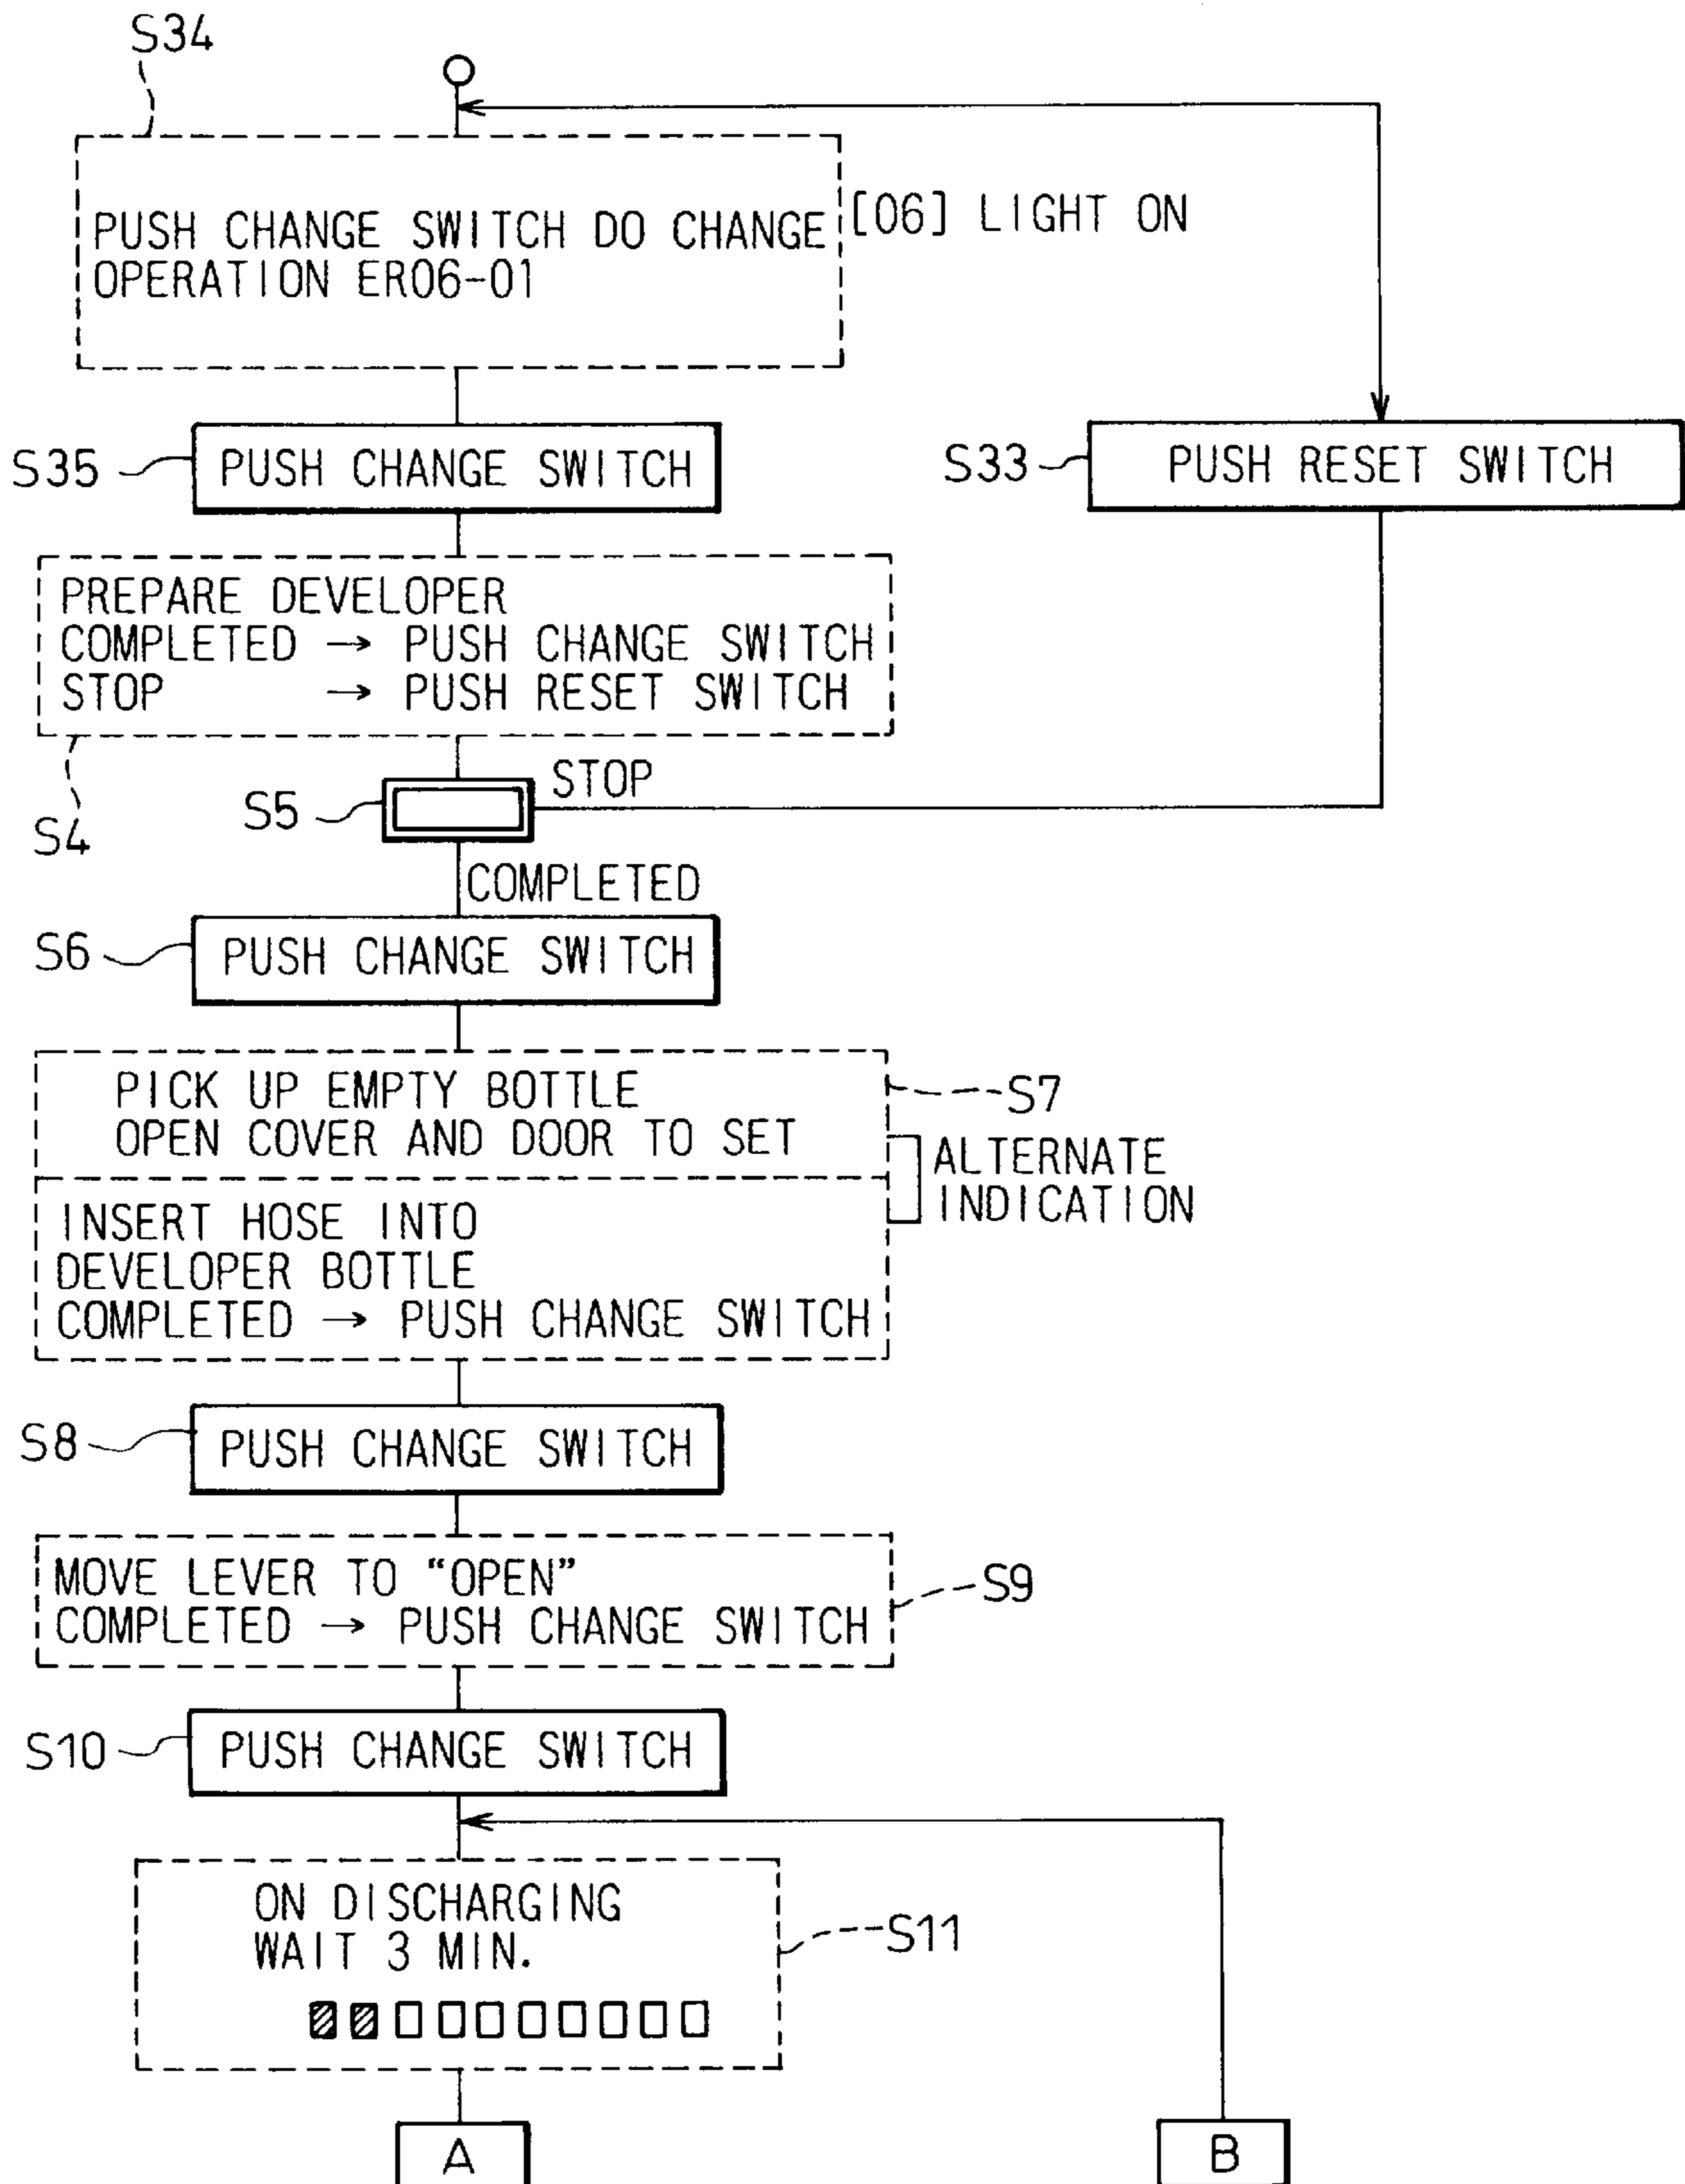 S34
PUSH CHANGE SWITCH DO CHANGE
OPERATION ER06-01
[06] LIGHT ON
S35
PUSH CHANGE SWITCH
S33
PUSH RESET SWITCH
PREPARE DEVELOPER
COMPLETED → PUSH CHANGE SWITCH
STOP → PUSH RESET SWITCH
S4
S5
STOP
COMPLETED
S6
PUSH CHANGE SWITCH
PICK UP EMPTY BOTTLE
OPEN COVER AND DOOR TO SET
S7
ALTERNATE
INDICATION
INSERT HOSE INTO
DEVELOPER BOTTLE
COMPLETED → PUSH CHANGE SWITCH
S8
PUSH CHANGE SWITCH
MOVE LEVER TO “OPEN”
COMPLETED → PUSH CHANGE SWITCH
S9
S10
PUSH CHANGE SWITCH
ON DISCHARGING
WAIT 3 MIN.
S11
A
B